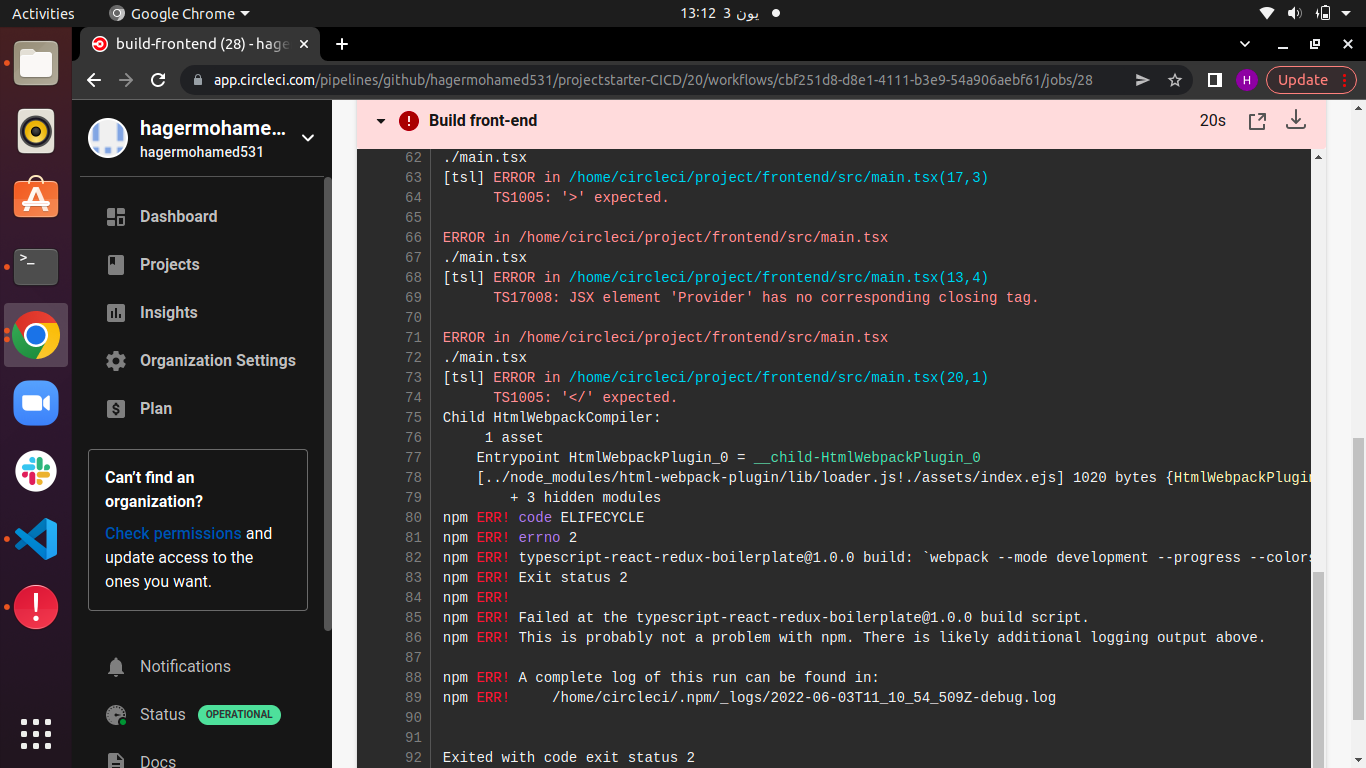 Activities
Google Chrome
13:12 3 يون
build-frontend (28) - hage
app.circleci.com/pipelines/github/hagermohamed531/projectstarter-CICD/20/workflows/cbf251d8-d8e1-4111-b3e9-54a906aebf61/jobs/28
H
Update
hagermohame...
hagermohamed531
Dashboard
Projects
Insights
Organization Settings
Plan
Can't find an
organization?
Check permissions and
update access to the
ones you want.
Notifications
Status OPERATIONAL
Docs
Build front-end
20s
62 ./main.tsx
63 [tsl] ERROR in /home/circleci/project/frontend/src/main.tsx(17,3)
64 TS1005: '>' expected.
65
66 ERROR in /home/circleci/project/frontend/src/main.tsx
67 ./main.tsx
68 [tsl] ERROR in /home/circleci/project/frontend/src/main.tsx(13,4)
69 TS17008: JSX element 'Provider' has no corresponding closing tag.
70
71 ERROR in /home/circleci/project/frontend/src/main.tsx
72 ./main.tsx
73 [tsl] ERROR in /home/circleci/project/frontend/src/main.tsx(20,1)
74 TS1005: '</' expected.
75 Child HtmlWebpackCompiler:
76 1 asset
77 Entrypoint HtmlWebpackPlugin_0 = __child-HtmlWebpackPlugin_0
78 [../node_modules/html-webpack-plugin/lib/loader.js!./assets/index.ejs] 1020 bytes {HtmlWebpackPlugin
79 + 3 hidden modules
80 npm ERR! code ELIFECYCLE
81 npm ERR! errno 2
82 npm ERR! typescript-react-redux-boilerplate@1.0.0 build: `webpack --mode development --progress --colors
83 npm ERR! Exit status 2
84 npm ERR!
85 npm ERR! Failed at the typescript-react-redux-boilerplate@1.0.0 build script.
86 npm ERR! This is probably not a problem with npm. There is likely additional logging output above.
87
88 npm ERR! A complete log of this run can be found in:
89 npm ERR! /home/circleci/.npm/_logs/2022-06-03T11_10_54_509Z-debug.log
90
91
92 Exited with code exit status 2